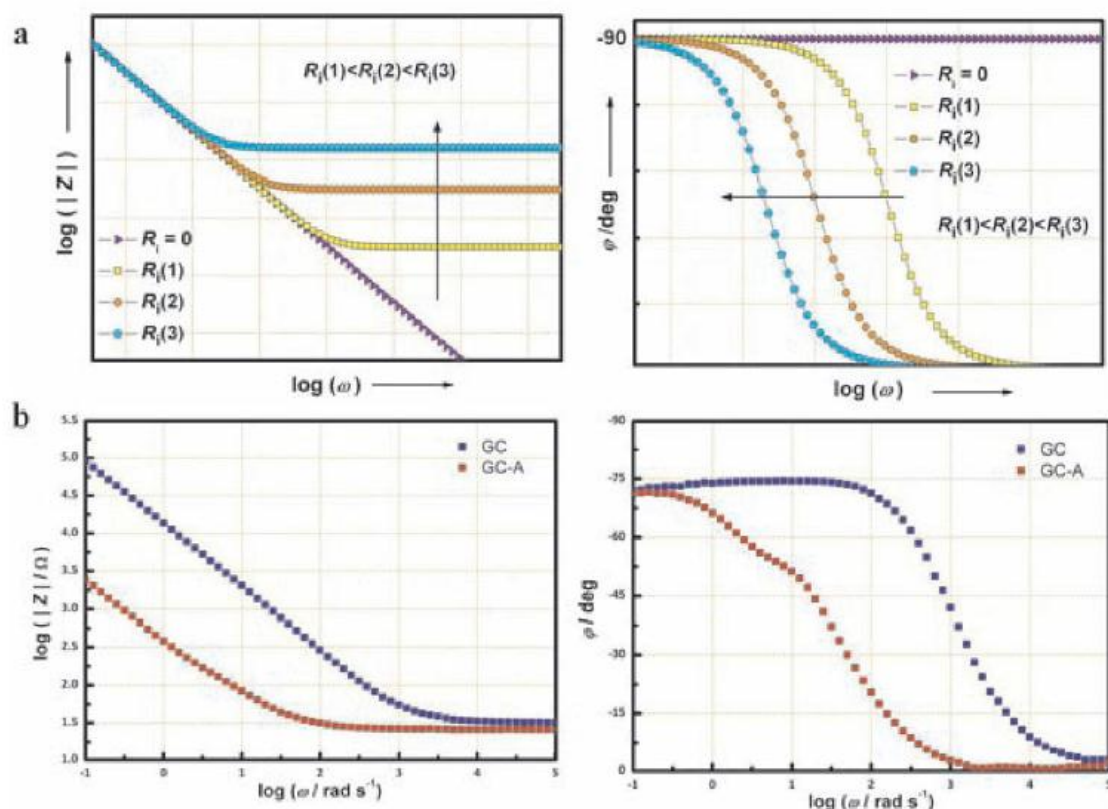 a
log (|Z|)
R_i(1)<R_i(2)<R_i(3)
R_i = 0
R_i(1)
R_i(2)
R_i(3)
log (ω)
-90
φ/deg
R_i = 0
R_i(1)
R_i(2)
R_i(3)
R_i(1)<R_i(2)<R_i(3)
log (ω)
b
5.5
5.0
4.5
4.0
3.5
3.0
2.5
2.0
1.5
1.0
log (|Z| / Ω)
GC
GC-A
-1 0 1 2 3 4 5
log (ω / rad s⁻¹)
-90
-75
-60
-45
-30
-15
0
φ / deg
GC
GC-A
-1 0 1 2 3 4 5
log (ω / rad s⁻¹)